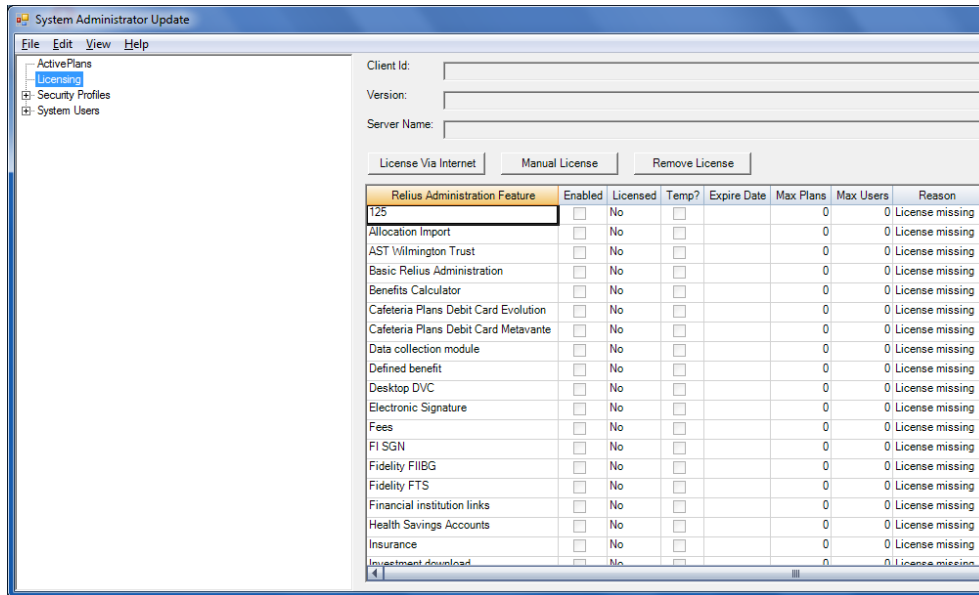 System Administrator Update
File Edit View Help
ActivePlans
Licensing
Security Profiles
System Users
Client Id:
Version:
Server Name:
License Via Internet Manual License Remove License
Relius Administration Feature Enabled Licensed Temp? Expire Date Max Plans Max Users Reason
125 No 0 0 License missing
Allocation Import No 0 0 License missing
AST Wilmington Trust No 0 0 License missing
Basic Relius Administration No 0 0 License missing
Benefits Calculator No 0 0 License missing
Cafeteria Plans Debit Card Evolution No 0 0 License missing
Cafeteria Plans Debit Card Metavante No 0 0 License missing
Data collection module No 0 0 License missing
Defined benefit No 0 0 License missing
Desktop DVC No 0 0 License missing
Electronic Signature No 0 0 License missing
Fees No 0 0 License missing
FI SGN No 0 0 License missing
Fidelity FIIBG No 0 0 License missing
Fidelity FTS No 0 0 License missing
Financial institution links No 0 0 License missing
Health Savings Accounts No 0 0 License missing
Insurance No 0 0 License missing
Investment download No 0 0 License missing